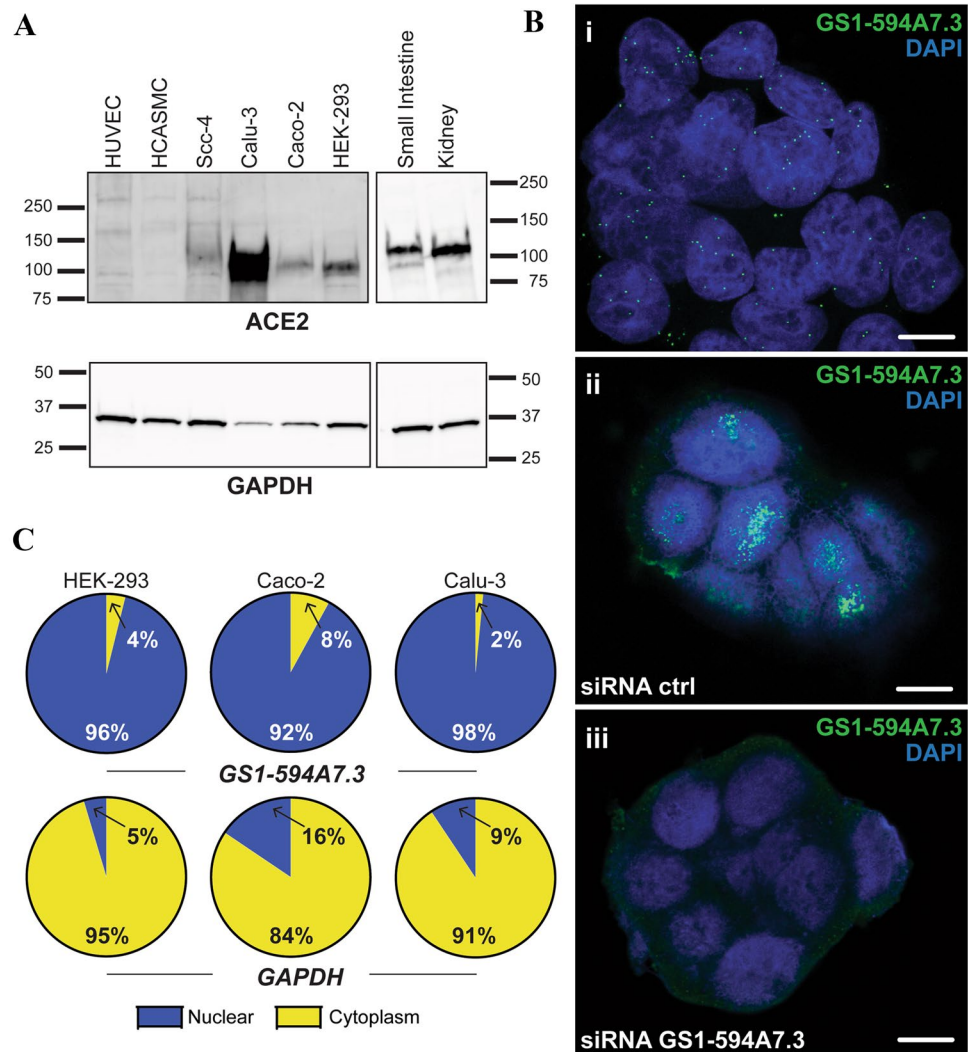 A
HUVEC
HCASMC
Scc-4
Calu-3
Caco-2
HEK-293
Small Intestine
Kidney
250
150
100
75
250
150
100
75
ACE2
50
37
25
50
37
25
GAPDH
B
i
GS1-594A7.3
DAPI
ii
GS1-594A7.3
DAPI
siRNA ctrl
iii
GS1-594A7.3
DAPI
siRNA GS1-594A7.3
C
HEK-293
Caco-2
Calu-3
4%
8%
2%
96%
92%
98%
GS1-594A7.3
5%
16%
9%
95%
84%
91%
GAPDH
Nuclear
Cytoplasm